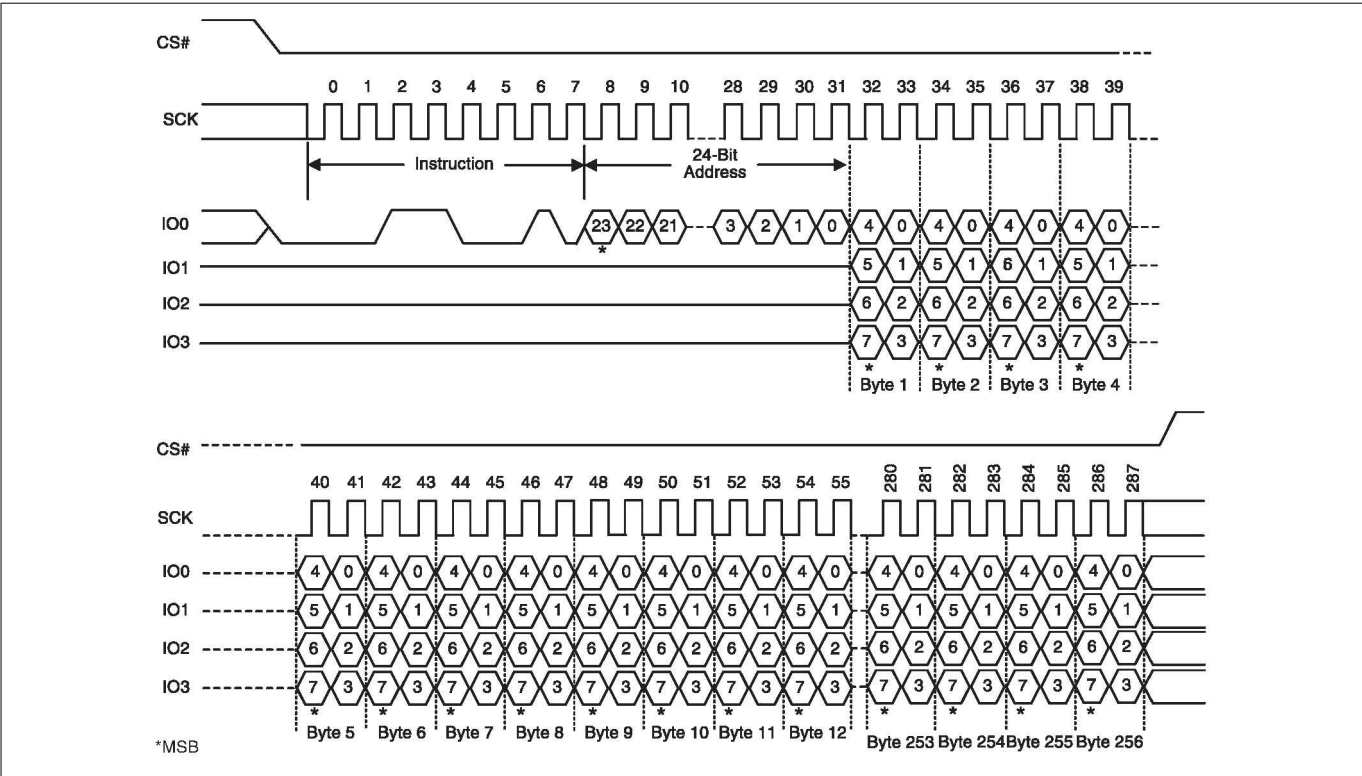 CS#
0 1 2 3 4 5 6 7 8 9 10 28 29 30 31 32 33 34 35 36 37 38 39
SCK
Instruction
24-Bit
Address
IO0 23 22 21 3 2 1 0 4 0 4 0 4 0 4 0
*
IO1 5 1 5 1 6 1 5 1
IO2 6 2 6 2 6 2 6 2
IO3 7 3 7 3 7 3 7 3
* * * *
Byte 1 Byte 2 Byte 3 Byte 4
CS#
40 41 42 43 44 45 46 47 48 49 50 51 52 53 54 55 280 281 282 283 284 285 286 287
SCK
IO0 4 0 4 0 4 0 4 0 4 0 4 0 4 0 4 0 4 0 4 0 4 0 4 0
IO1 5 1 5 1 5 1 5 1 5 1 5 1 5 1 5 1 5 1 5 1 5 1 5 1
IO2 6 2 6 2 6 2 6 2 6 2 6 2 6 2 6 2 6 2 6 2 6 2 6 2
IO3 7 3 7 3 7 3 7 3 7 3 7 3 7 3 7 3 7 3 7 3 7 3 7 3
* * * * * * * * * * * *
Byte 5 Byte 6 Byte 7 Byte 8 Byte 9 Byte 10 Byte 11 Byte 12 Byte 253 Byte 254 Byte 255 Byte 256
*MSB